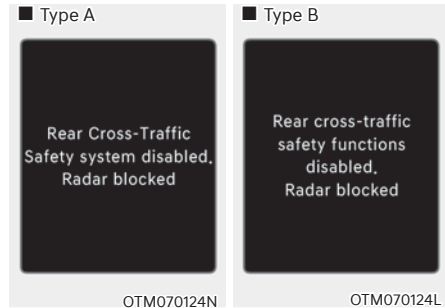 ■ Type A
Rear Cross-Traffic
Safety system disabled.
Radar blocked
OTM070124N
■ Type B
Rear cross-traffic
safety functions
disabled.
Radar blocked
OTM070124L